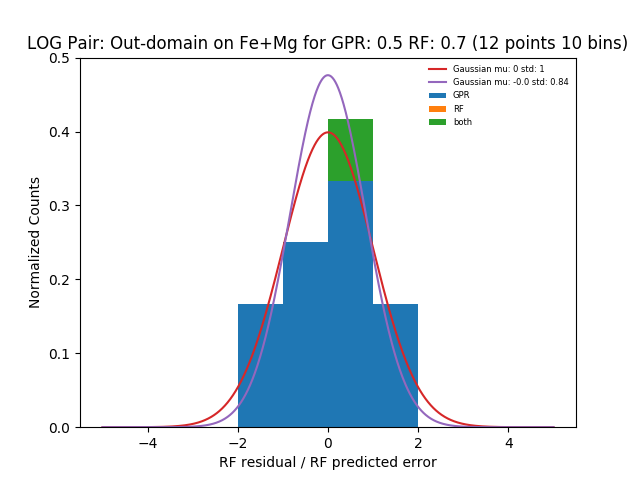 LOG Pair: Out-domain on Fe+Mg for GPR: 0.5 RF: 0.7 (12 points 10 bins)
Gaussian mu: 0 std: 1
Gaussian mu: -0.0 std: 0.84
GPR
RF
both
Normalized Counts
0.5
0.4
0.3
0.2
0.1
0.0
−4 −2 0 2 4
RF residual / RF predicted error